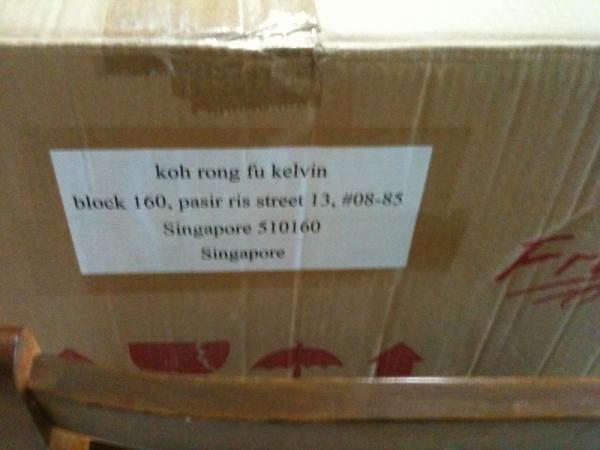 koh rong fu kelvin
block 160, pasir ris street 13, #08-85
Singapore 510160
Singapore